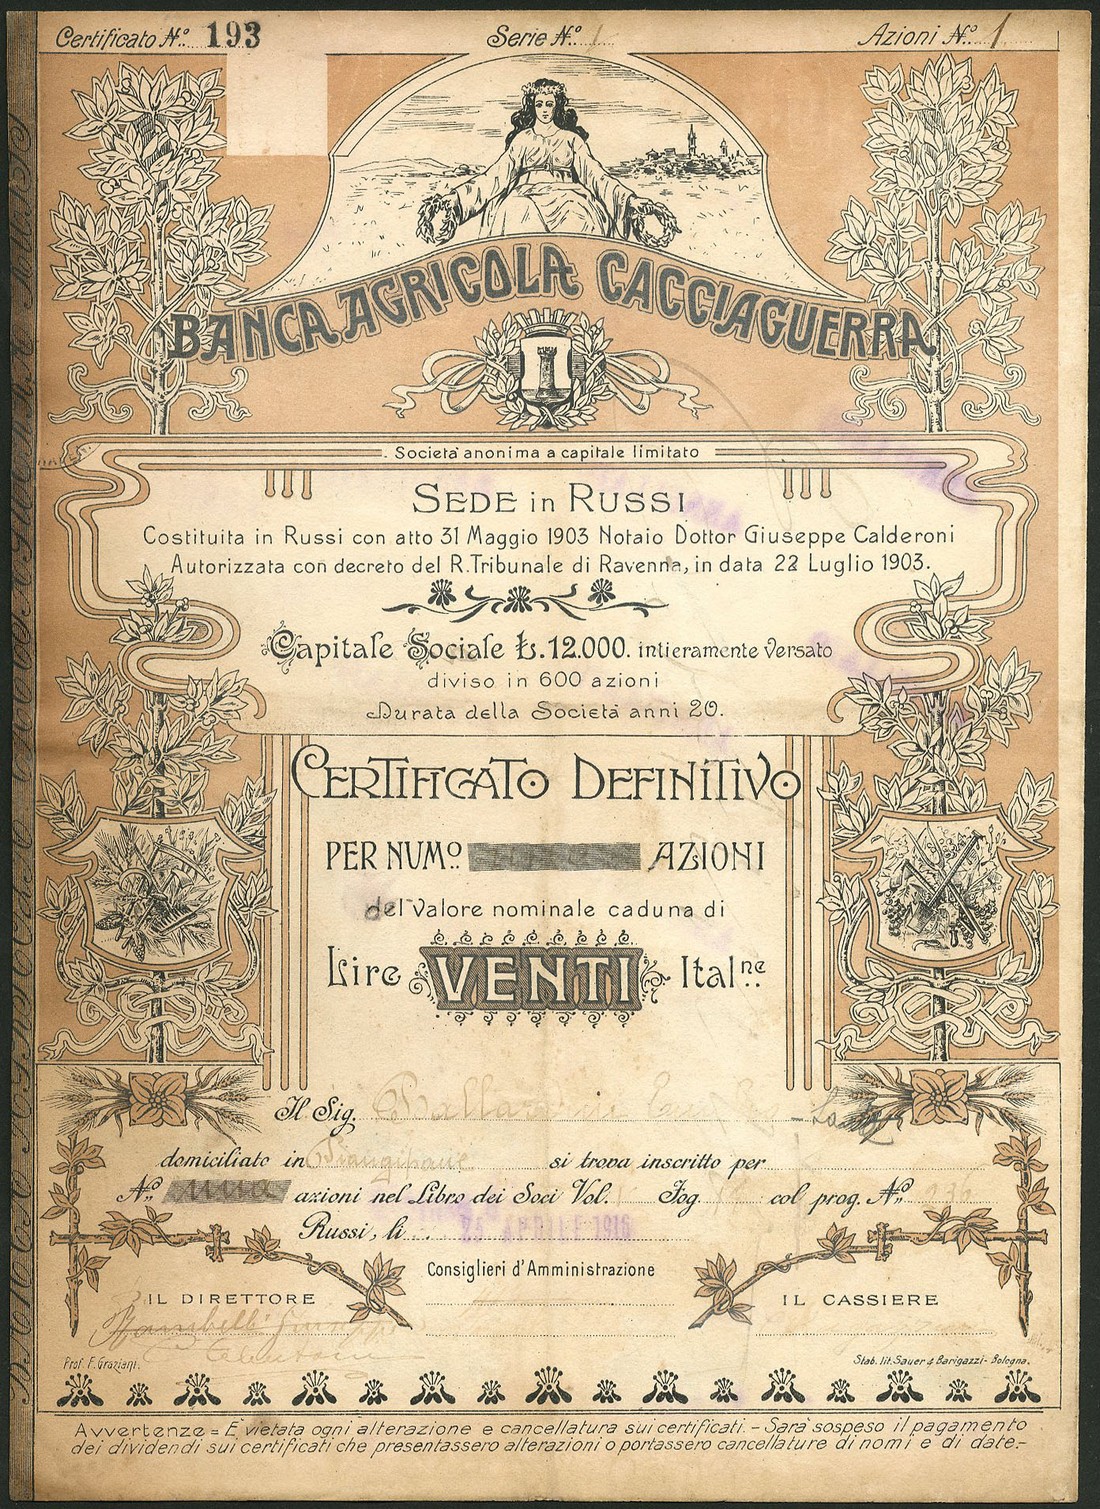 Certificato N.º 193 Serie N.º 1 Azioni N.º 1
BANCA AGRICOLA CACCIAGUERRA
Società anonima a capitale limitato
SEDE in RUSSI
Costituita in Russi con atto 31 Maggio 1903 Notaio Dottor Giuseppe Calderoni
Autorizzata con decreto del R. Tribunale di Ravenna, in data 22 Luglio 1903.
Capitale Sociale Ł. 12.000. intieramente versato
diviso in 600 azioni
Durata della Società anni 20.
CERTIFICATO DEFINITIVO
PER NUM.º AZIONI
del valore nominale caduna di
Lire VENTI Ital.ne
Il Sig.
domiciliato in si trova inscritto per
N.º una azioni nel Libro dei Soci Vol. Fog. col prog. N.º
Russi, lì 25 APRILE 1916
Consiglieri d'Amministrazione
IL DIRETTORE IL CASSIERE
Prof. F. Graziani. Stab. lit. Sauer & Barigazzi - Bologna.
Avvertenze = È vietata ogni alterazione e cancellatura sui certificati. - Sarà sospeso il pagamento
dei dividendi sui certificati che presentassero alterazioni o portassero cancellature di nomi e di date.-